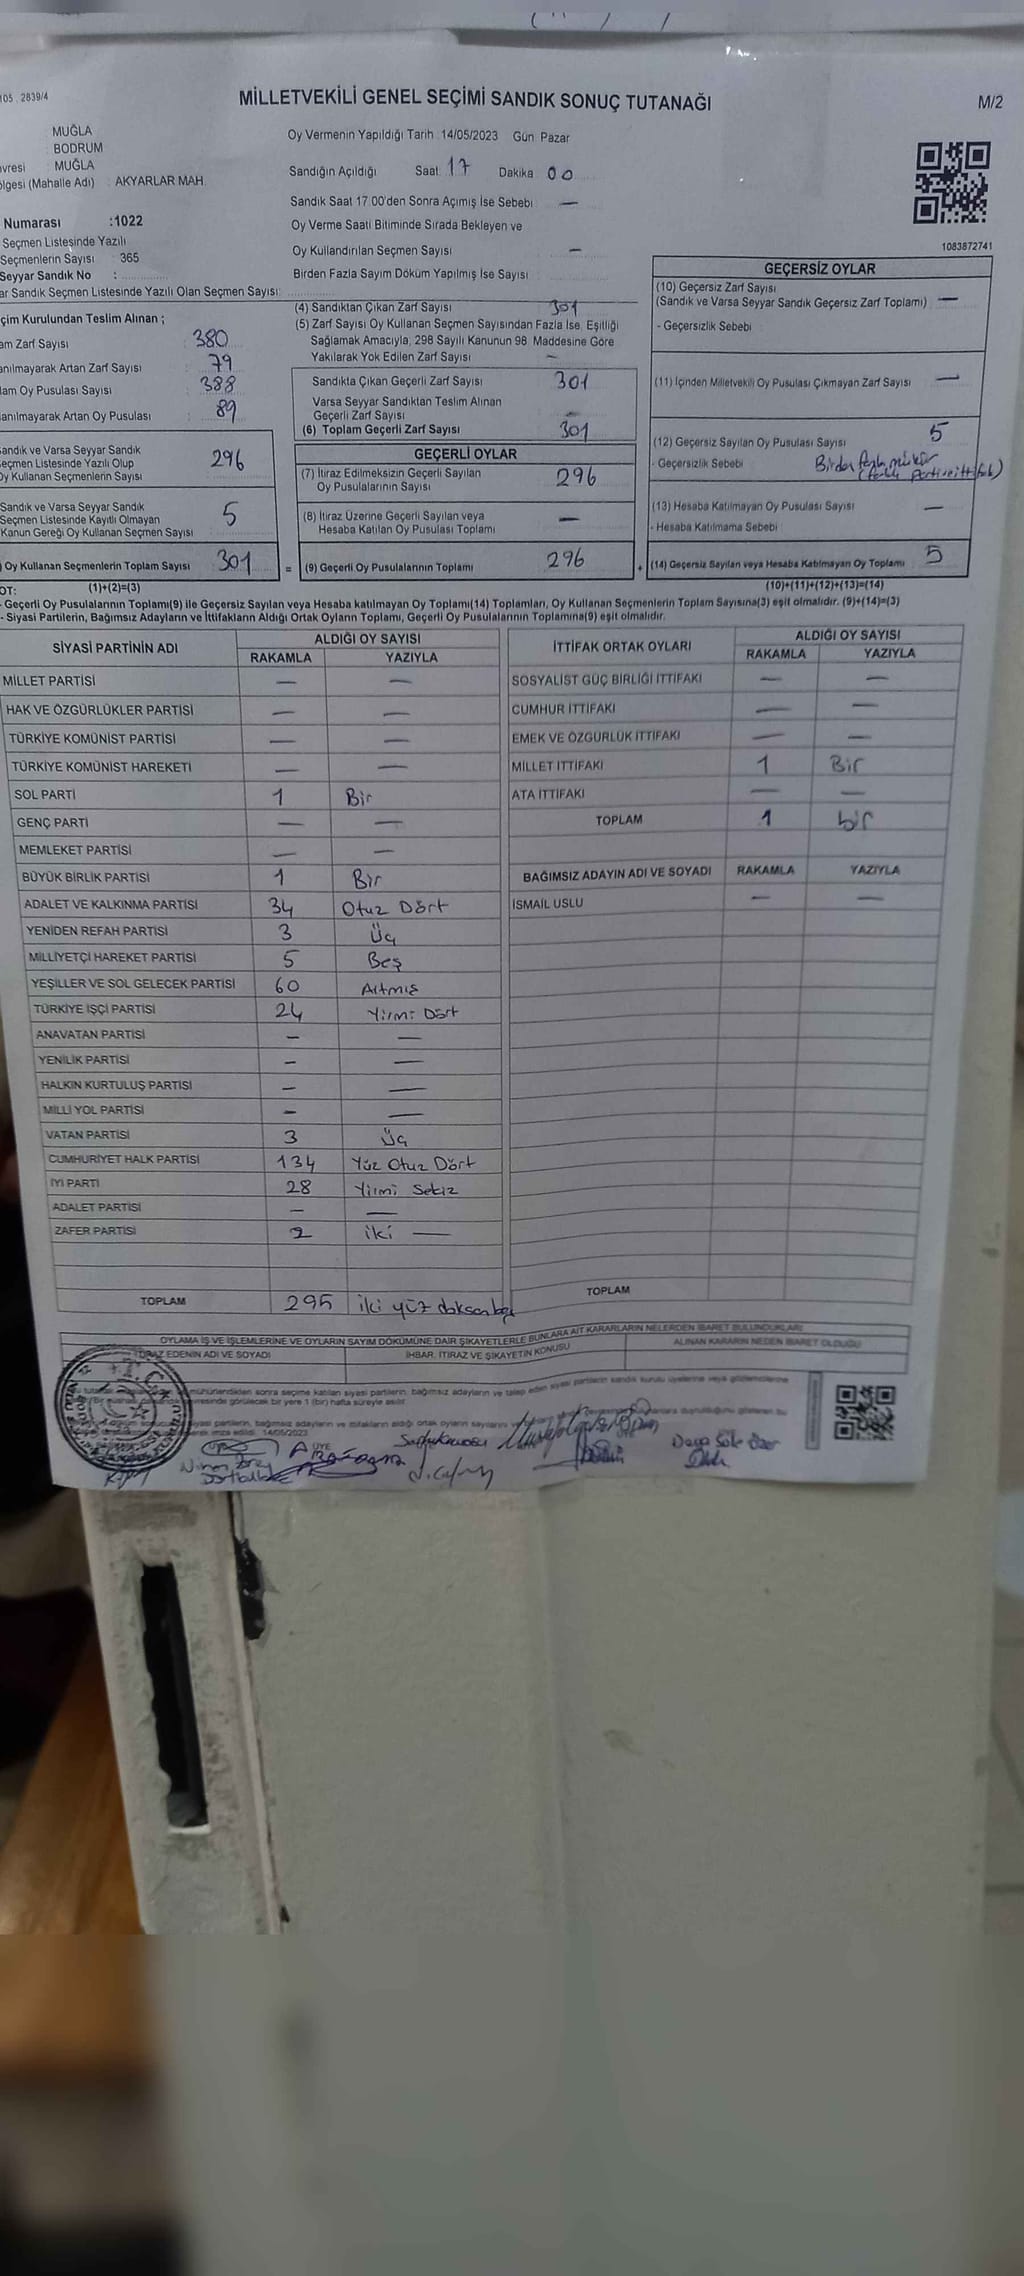 105 . 2839/4
MİLLETVEKİLİ GENEL SEÇİMİ SANDIK SONUÇ TUTANAĞI
M/2
MUĞLA
BODRUM
vresi : MUĞLA
ölgesi (Mahalle Adı) : AKYARLAR MAH.
Numarası :1022
Seçmen Listesinde Yazılı
Seçmenlerin Sayısı : 365
Seyyar Sandık No :
ar Sandık Seçmen Listesinde Yazılı Olan Seçmen Sayısı:
Oy Vermenin Yapıldığı Tarih :14/05/2023 Gün: Pazar
Sandığın Açıldığı Saat: 17 Dakika: 00
Sandık Saat 17.00'den Sonra Açılmış İse Sebebi : —
Oy Verme Saati Bitiminde Sırada Bekleyen ve
Oy Kullandırılan Seçmen Sayısı : —
Birden Fazla Sayım Döküm Yapılmış İse Sayısı :
1083872741
çim Kurulundan Teslim Alınan ;
am Zarf Sayısı : 380
anılmayarak Artan Zarf Sayısı : 79
lam Oy Pusulası Sayısı : 388
anılmayarak Artan Oy Pusulası : 89
andık ve Varsa Seyyar Sandık
eçmen Listesinde Yazılı Olup
Oy Kullanan Seçmenlerin Sayısı 296
Sandık ve Varsa Seyyar Sandık
Seçmen Listesinde Kayıtlı Olmayan
Kanun Gereği Oy Kullanan Seçmen Sayısı 5
) Oy Kullanan Seçmenlerin Toplam Sayısı 301
(1)+(2)=(3)
(4) Sandıktan Çıkan Zarf Sayısı : 301
(5) Zarf Sayısı Oy Kullanan Seçmen Sayısından Fazla İse, Eşitliği
Sağlamak Amacıyla, 298 Sayılı Kanunun 98. Maddesine Göre
Yakılarak Yok Edilen Zarf Sayısı : —
Sandıkta Çıkan Geçerli Zarf Sayısı : 301
Varsa Seyyar Sandıktan Teslim Alınan
Geçerli Zarf Sayısı : —
(6) Toplam Geçerli Zarf Sayısı : 301
GEÇERLİ OYLAR
(7) İtiraz Edilmeksizin Geçerli Sayılan
Oy Pusulalarının Sayısı 296
(8) İtiraz Üzerine Geçerli Sayılan veya
Hesaba Katılan Oy Pusulası Toplamı —
= (9) Geçerli Oy Pusulalarının Toplamı 296 +
GEÇERSİZ OYLAR
(10) Geçersiz Zarf Sayısı
(Sandık ve Varsa Seyyar Sandık Geçersiz Zarf Toplamı) : —
- Geçersizlik Sebebi :
(11) İçinden Milletvekili Oy Pusulası Çıkmayan Zarf Sayısı : —
(12) Geçersiz Sayılan Oy Pusulası Sayısı : 5
- Geçersizlik Sebebi : Birden fazla mühür
(13) Hesaba Katılmayan Oy Pusulası Sayısı : —
- Hesaba Katılmama Sebebi :
(14) Geçersiz Sayılan veya Hesaba Katılmayan Oy Toplamı 5
(10)+(11)+(12)+(13)=(14)
OT:
- Geçerli Oy Pusulalarının Toplamı(9) ile Geçersiz Sayılan veya Hesaba katılmayan Oy Toplamı(14) Toplamları, Oy Kullanan Seçmenlerin Toplam Sayısına(3) eşit olmalıdır. (9)+(14)=(3)
- Siyasi Partilerin, Bağımsız Adayların ve İttifakların Aldığı Ortak Oyların Toplamı, Geçerli Oy Pusulalarının Toplamına(9) eşit olmalıdır.
SİYASİ PARTİNİN ADI ALDIĞI OY SAYISI
RAKAMLA YAZIYLA
MİLLET PARTİSİ — —
HAK VE ÖZGÜRLÜKLER PARTİSİ — —
TÜRKİYE KOMÜNİST PARTİSİ — —
TÜRKİYE KOMÜNİST HAREKETİ — —
SOL PARTİ 1 Bir
GENÇ PARTİ — —
MEMLEKET PARTİSİ — —
BÜYÜK BİRLİK PARTİSİ 1 Bir
ADALET VE KALKINMA PARTİSİ 34 Otuz Dört
YENİDEN REFAH PARTİSİ 3 Üç
MİLLİYETÇİ HAREKET PARTİSİ 5 Beş
YEŞİLLER VE SOL GELECEK PARTİSİ 60 Altmış
TÜRKİYE İŞÇİ PARTİSİ 24 Yirmi Dört
ANAVATAN PARTİSİ — —
YENİLİK PARTİSİ — —
HALKIN KURTULUŞ PARTİSİ — —
MİLLİ YOL PARTİSİ — —
VATAN PARTİSİ 3 Üç
CUMHURİYET HALK PARTİSİ 134 Yüz Otuz Dört
İYİ PARTİ 28 Yirmi Sekiz
ADALET PARTİSİ — —
ZAFER PARTİSİ 2 İki —
TOPLAM 295 iki yüz doksan beş
İTTİFAK ORTAK OYLARI ALDIĞI OY SAYISI
RAKAMLA YAZIYLA
SOSYALİST GÜÇ BİRLİĞİ İTTİFAKI — —
CUMHUR İTTİFAKI — —
EMEK VE ÖZGÜRLÜK İTTİFAKI — —
MİLLET İTTİFAKI 1 Bir
ATA İTTİFAKI — —
TOPLAM 1 bir
BAĞIMSIZ ADAYIN ADI VE SOYADI RAKAMLA YAZIYLA
İSMAİL USLU — —
TOPLAM
OYLAMA İŞ VE İŞLEMLERİNE VE OYLARIN SAYIM DÖKÜMÜNE DAİR ŞİKAYETLERLE BUNLARA AİT KARARLARIN NELERDEN İBARET BULUNDUKLARI
İTİRAZ EDENİN ADI VE SOYADI İHBAR, İTİRAZ VE ŞİKAYETİN KONUSU ALINAN KARARIN NEDEN İBARET OLDUĞU
mühürlendikten sonra seçime katılan siyasi partilerin, bağımsız adayların ve talep eden siyasi partilerin sandık kurulu üyelerine veya gözlemcilerine
görülecek bir yere 1 (bir) hafta süreyle asılır.
siyasi partilerin, bağımsız adayların ve ittifakların aldığı ortak oyların sayılarını
imza edildi. 14/05/2023
ÜYE